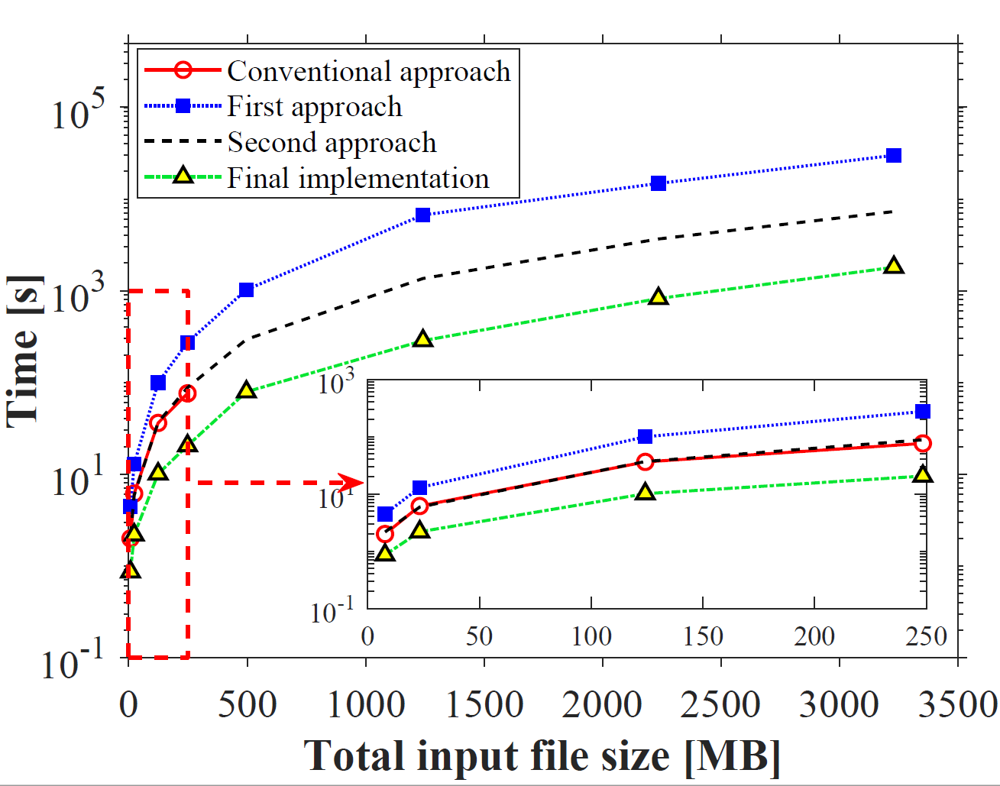 Conventional approach
First approach
Second approach
Final implementation
10^5
10^3
10^1
10^-1
Time [s]
10^3
10^1
10^-1
0 50 100 150 200 250
0 500 1000 1500 2000 2500 3000 3500
Total input file size [MB]